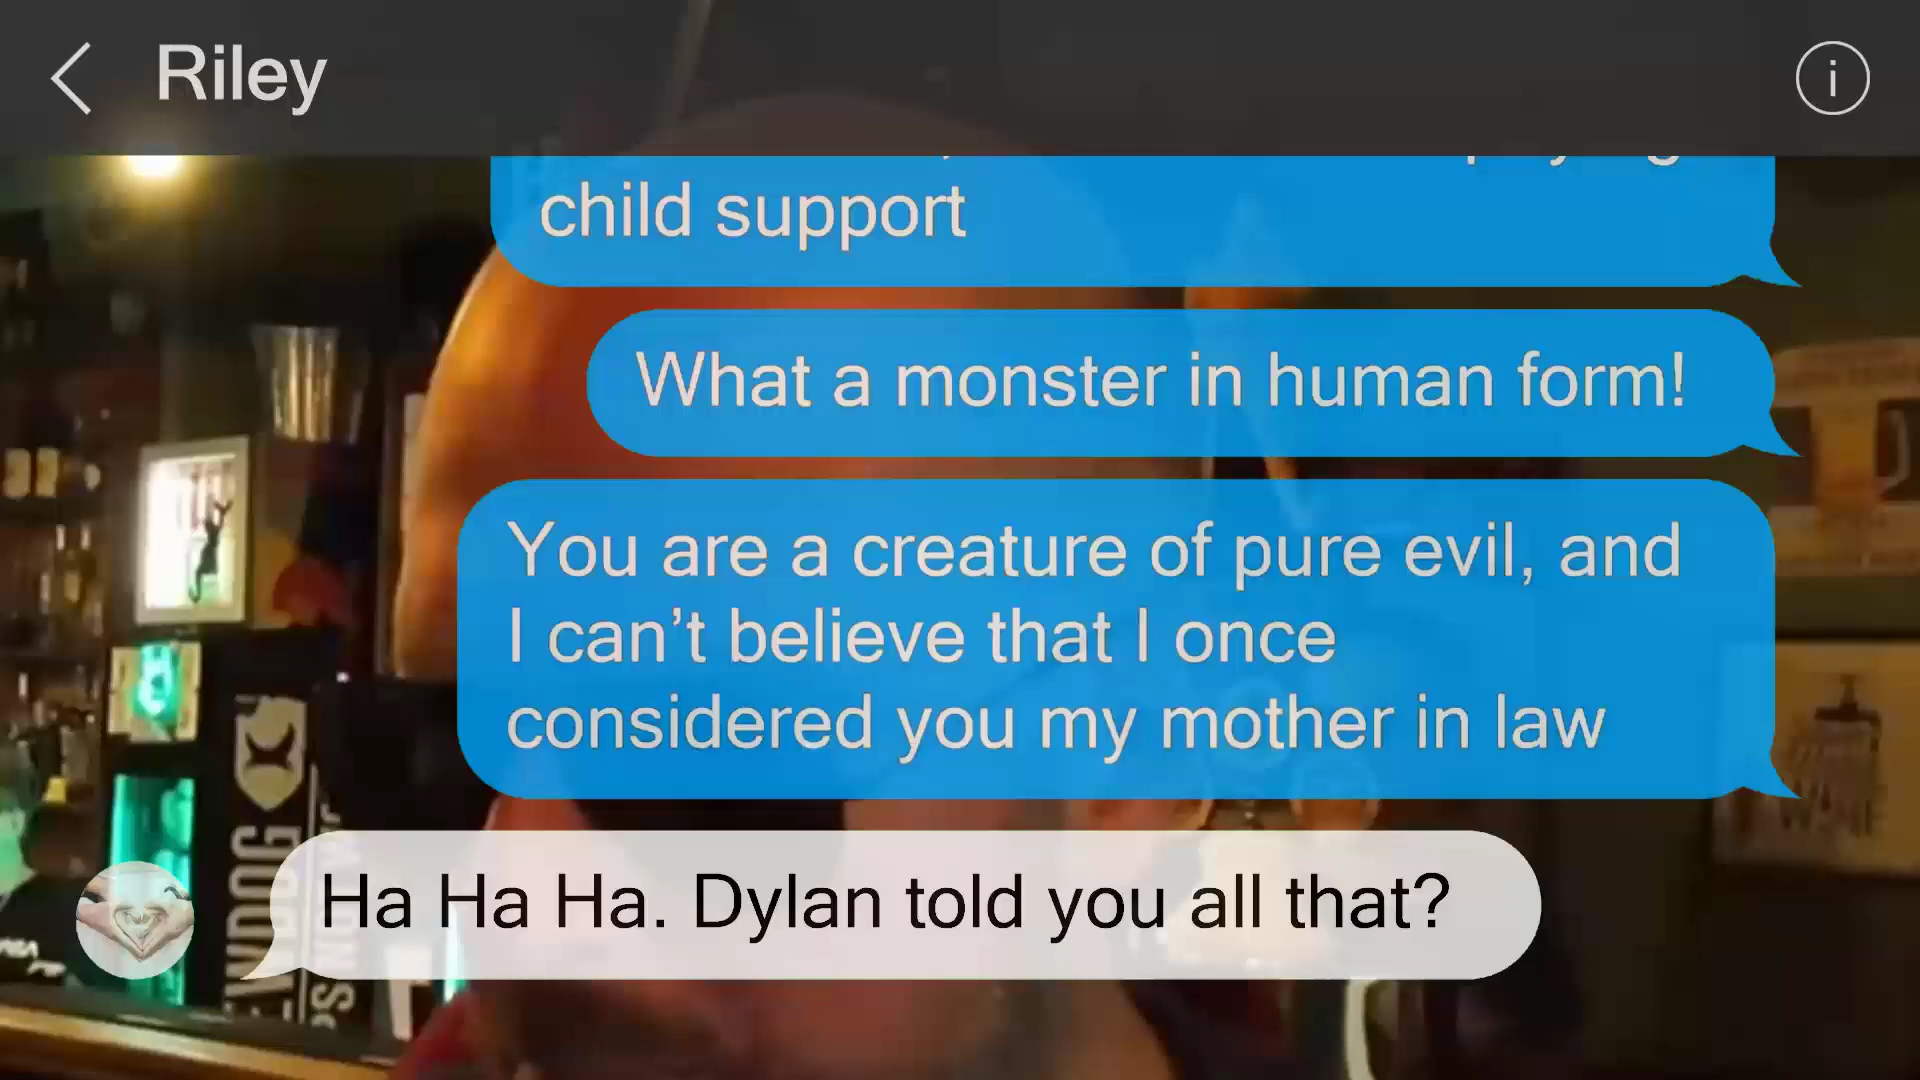 Riley
child support
What a monster in human form!
You are a creature of pure evil, and
I can’t believe that I once
considered you my mother in law
Ha Ha Ha. Dylan told you all that?